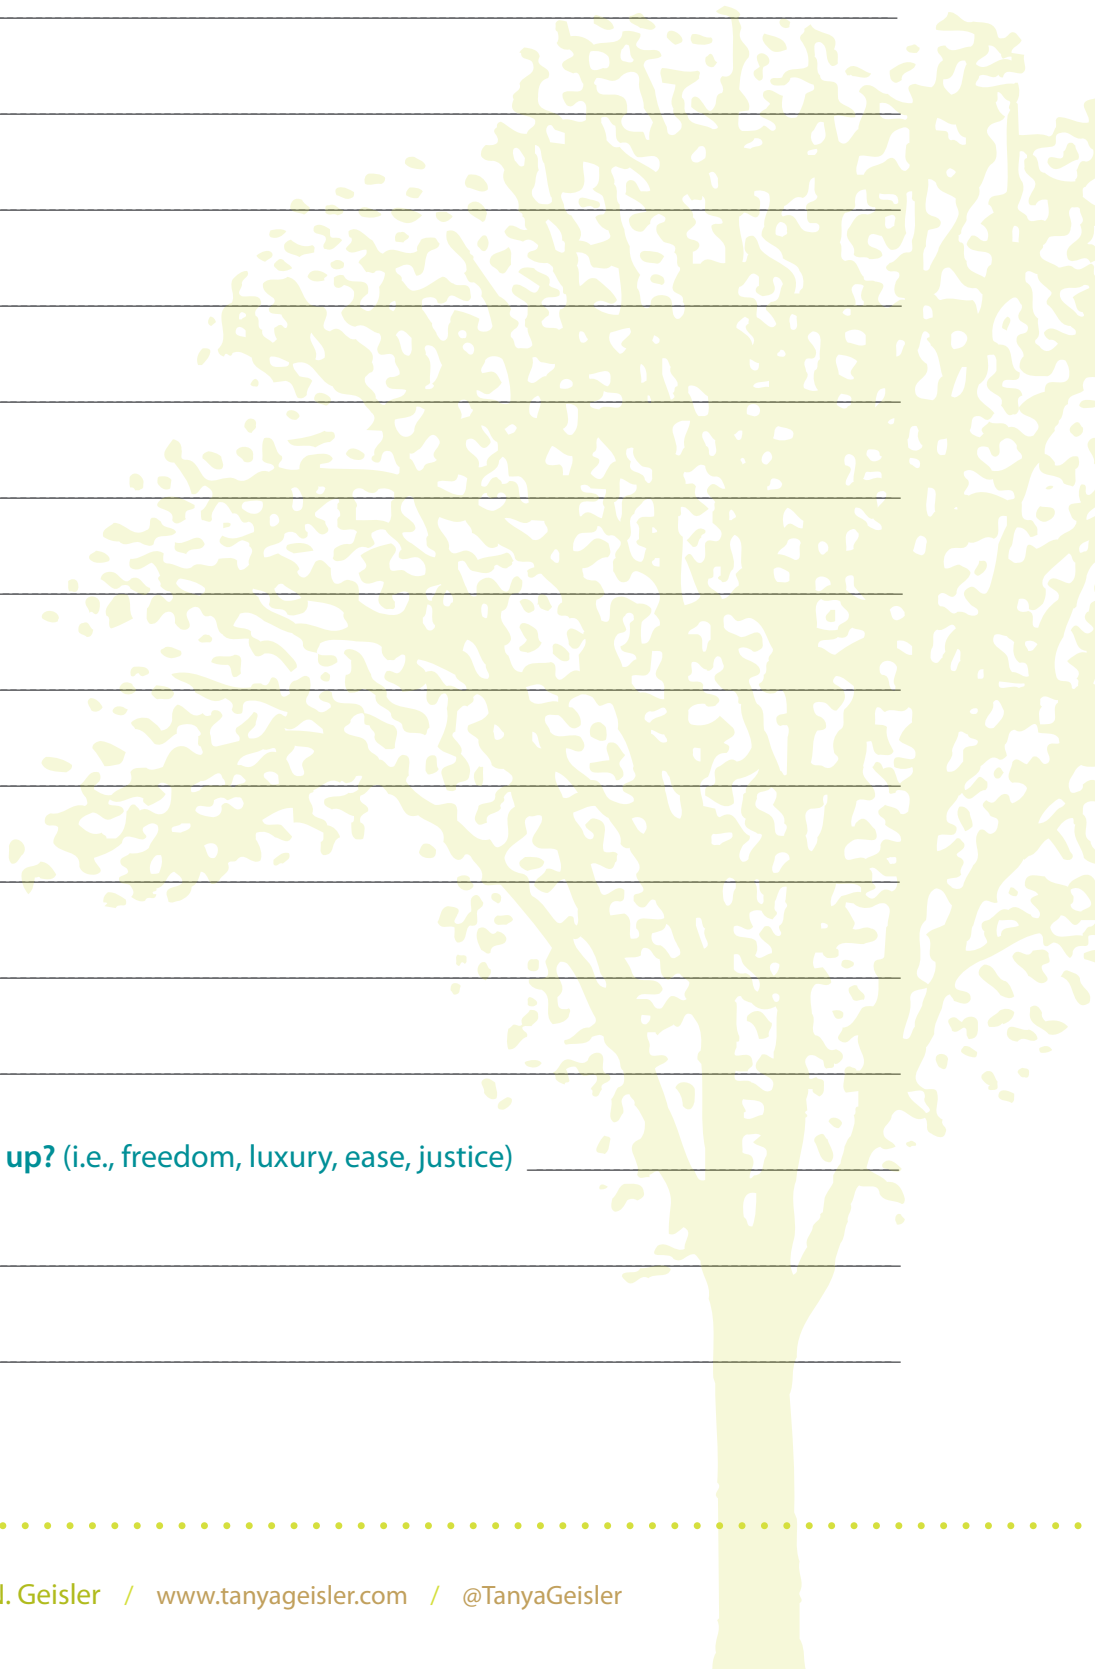 up? (i.e., freedom, luxury, ease, justice)
. Geisler / www.tanyageisler.com / @TanyaGeisler